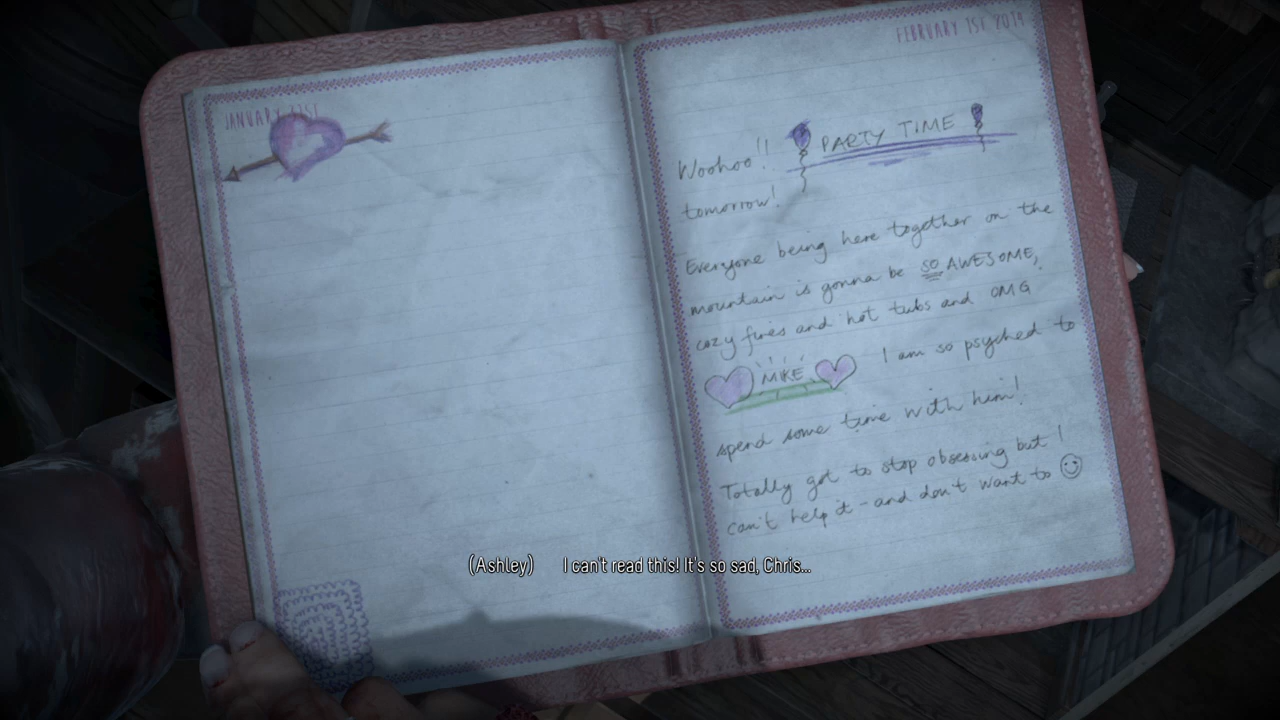 JANUARY 31ST
FEBRUARY 1ST 2014
Woohoo!! PARTY TIME
tomorrow!
Everyone being here together on the
mountain is gonna be SO AWESOME,
cozy fires and hot tubs and OMG
MIKE I am so psyched to
spend some time with him!
Totally got to stop obsessing but I
can't help it - and don't want to
(Ashley) I can't read this! It's so sad, Chris...